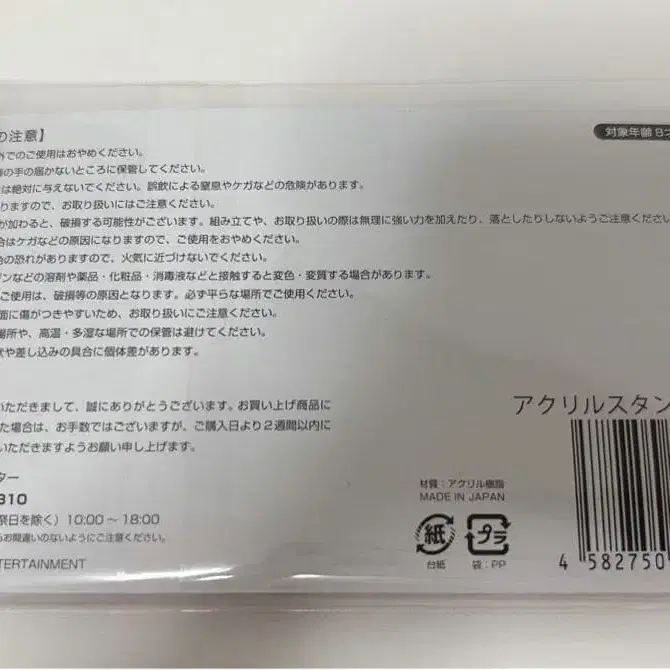 の注意】
対象年齢 8才
外でのご使用はおやめください。
の手の届かないところに保管してください。
は絶対に与えないでください。誤飲による窒息やケガなどの危険があります。
りますので、お取り扱いにはご注意ください。
が加わると、破損する可能性がございます。組み立てや、お取り扱いの際は無理に強い力を加えたり、落としたりしないようご注意ください
合はケガなどの原因になりますので、ご使用をおやめください。
の恐れがありますので、火気に近づけないでください。
ンなどの溶剤や薬品・化粧品・消毒液などと接触すると変色・変質する場合があります。
ご使用は、破損等の原因となります。必ず平らな場所でご使用ください。
面に傷がつきやすいため、お取り扱いにご注意ください。
場所や、高温・多湿な場所での保管は避けてください。
や差し込みの具合に個体差があります。
いただきまして、誠にありがとうございます。お買い上げ商品に
た場合は、お手数ではございますが、ご購入日より2週間以内に
いただきますようお願い申し上げます。
ター
310
祭日を除く）10:00～18:00
お間違いのないようにご注意ください。
TERTAINMENT
アクリルスタン
材質：アクリル樹脂
MADE IN JAPAN
紙 プラ
台紙 袋：PP
4 582750